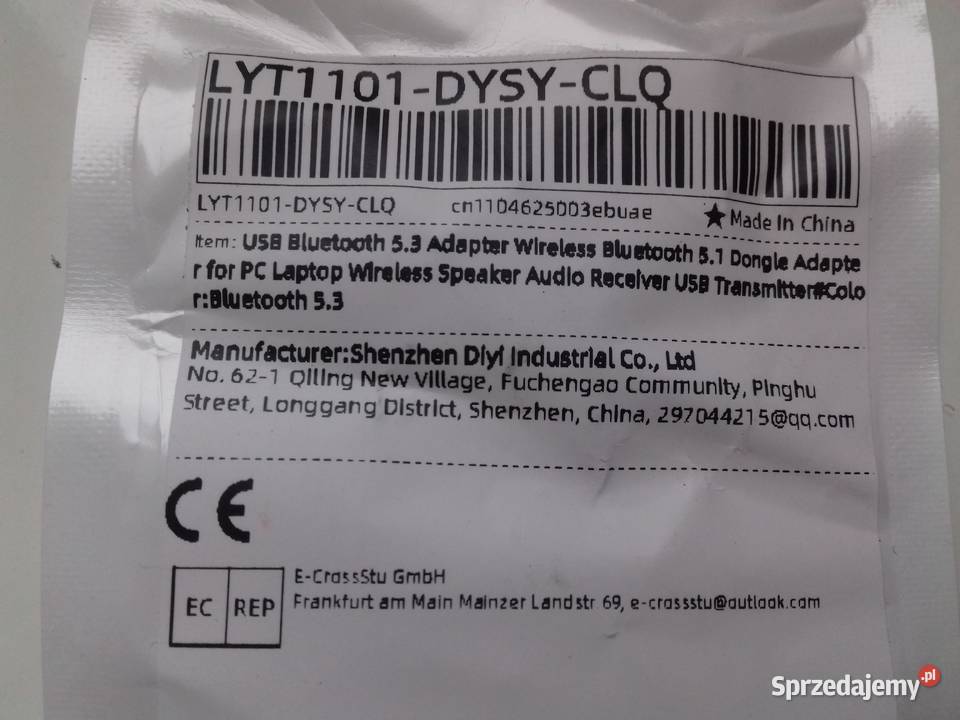 LYT1101-DYSY-CLQ
LYT1101-DYSY-CLQ cn1104625003ebuae ★ Made In China
Item: USB Bluetooth 5.3 Adapter Wireless Bluetooth 5.1 Dongle Adapte
r for PC Laptop Wireless Speaker Audio Receiver USB Transmitter#Colo
r:Bluetooth 5.3
Manufacturer:Shenzhen Diyi Industrial Co., Ltd
No. 62-1 Qiling New Village, Fuchengao Community, Pinghu
Street, Longgang District, Shenzhen, China, 297044215@qq.com
CE
EC REP
E-CrossStu GmbH
Frankfurt am Main Mainzer Landstr 69, e-crossstu@outlook.com
Sprzedajemy.pl